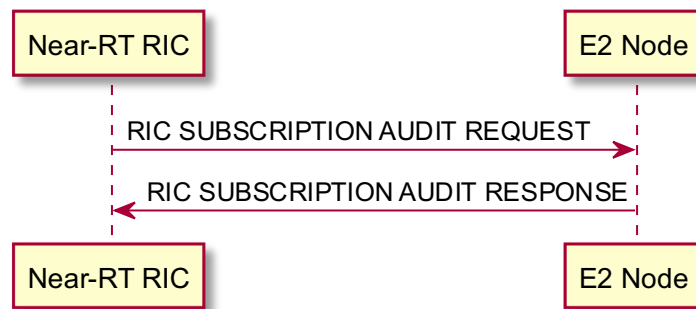 Near-RT RIC
E2 Node
RIC SUBSCRIPTION AUDIT REQUEST
RIC SUBSCRIPTION AUDIT RESPONSE
Near-RT RIC
E2 Node